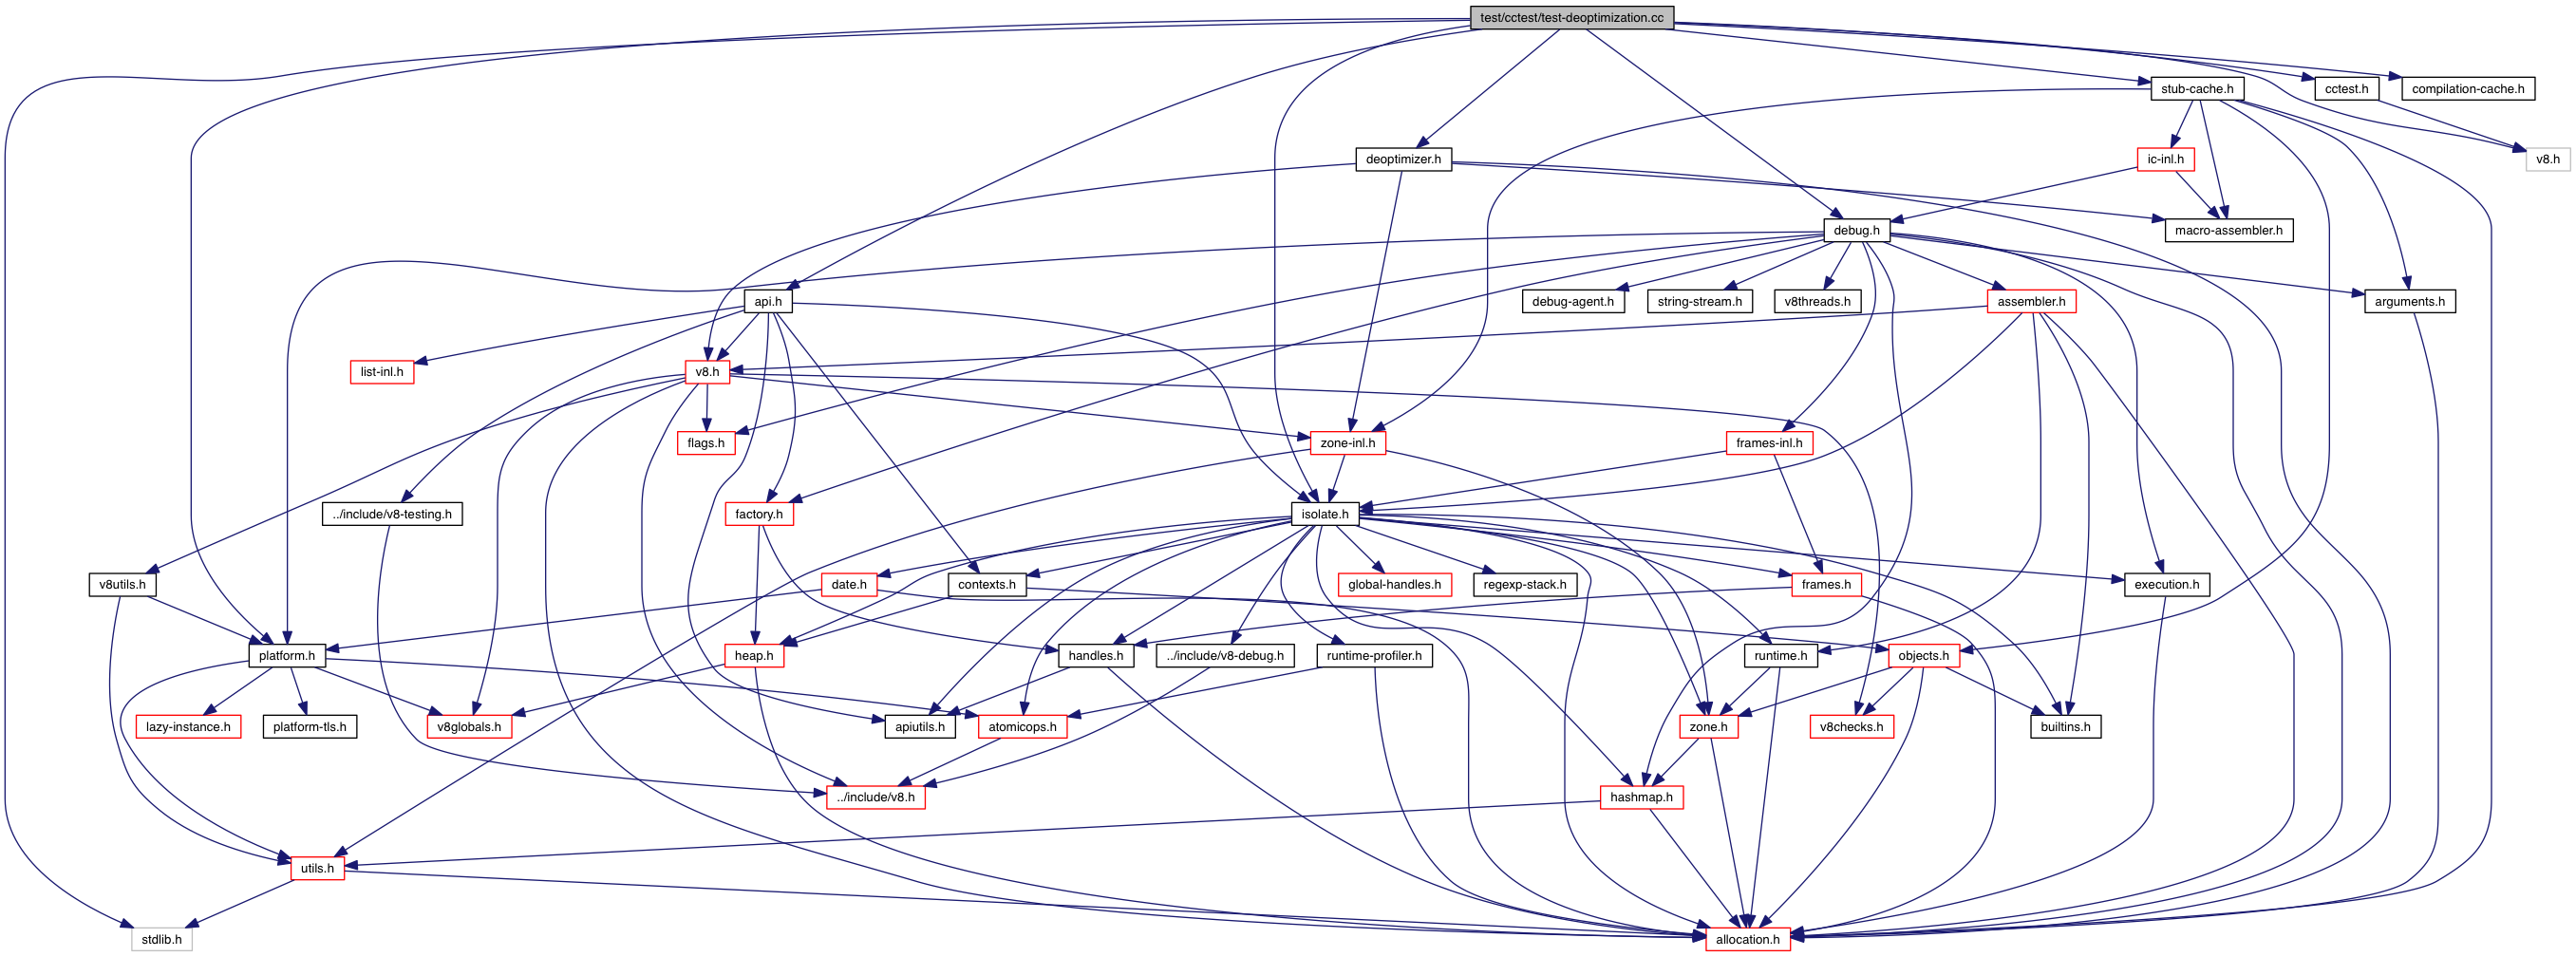 test/cctest/test-deoptimization.cc
stub-cache.h
cctest.h
compilation-cache.h
deoptimizer.h
ic-inl.h
v8.h
debug.h
macro-assembler.h
api.h
debug-agent.h
string-stream.h
v8threads.h
assembler.h
arguments.h
list-inl.h
v8.h
flags.h
zone-inl.h
frames-inl.h
../include/v8-testing.h
factory.h
isolate.h
v8utils.h
date.h
contexts.h
global-handles.h
regexp-stack.h
frames.h
execution.h
platform.h
heap.h
handles.h
../include/v8-debug.h
runtime-profiler.h
runtime.h
objects.h
lazy-instance.h
platform-tls.h
v8globals.h
apiutils.h
atomicops.h
zone.h
v8checks.h
builtins.h
../include/v8.h
hashmap.h
utils.h
stdlib.h
allocation.h